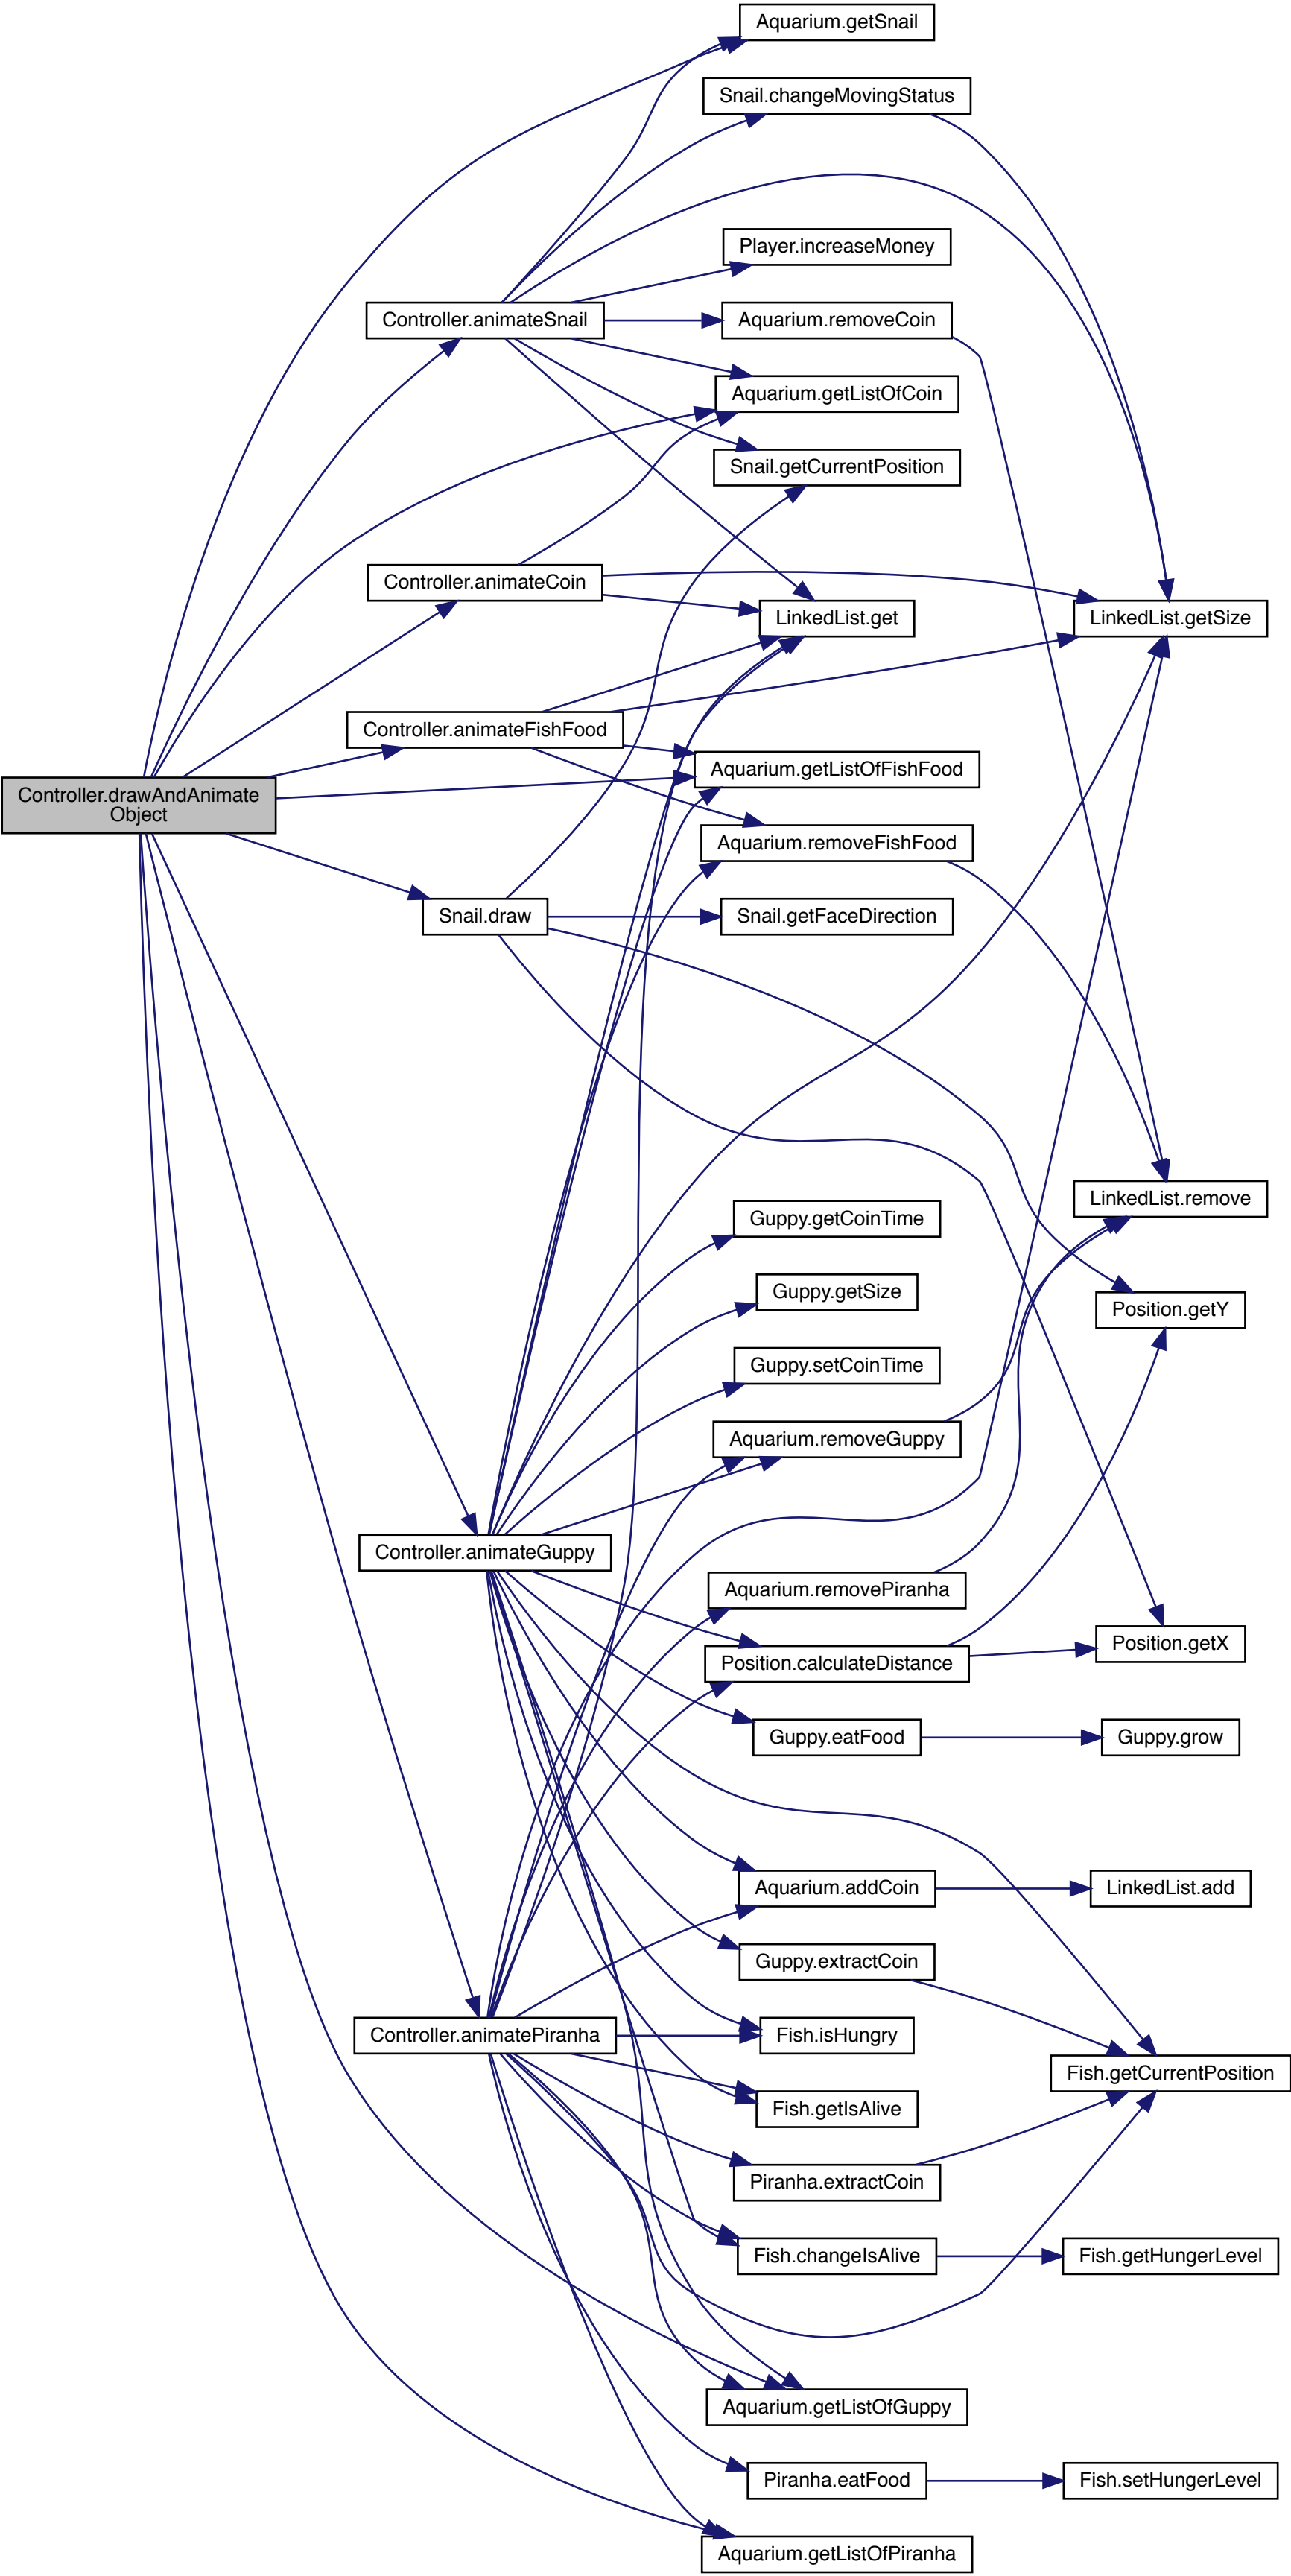 Aquarium.getSnail
Snail.changeMovingStatus
Player.increaseMoney
Controller.animateSnail
Aquarium.removeCoin
Aquarium.getListOfCoin
Snail.getCurrentPosition
Controller.animateCoin
LinkedList.get
LinkedList.getSize
Controller.animateFishFood
Aquarium.getListOfFishFood
Controller.drawAndAnimate
Object
Aquarium.removeFishFood
Snail.draw
Snail.getFaceDirection
LinkedList.remove
Guppy.getCoinTime
Guppy.getSize
Position.getY
Guppy.setCoinTime
Aquarium.removeGuppy
Controller.animateGuppy
Aquarium.removePiranha
Position.getX
Position.calculateDistance
Guppy.eatFood
Guppy.grow
Aquarium.addCoin
LinkedList.add
Guppy.extractCoin
Controller.animatePiranha
Fish.isHungry
Fish.getCurrentPosition
Fish.getIsAlive
Piranha.extractCoin
Fish.changeIsAlive
Fish.getHungerLevel
Aquarium.getListOfGuppy
Piranha.eatFood
Fish.setHungerLevel
Aquarium.getListOfPiranha